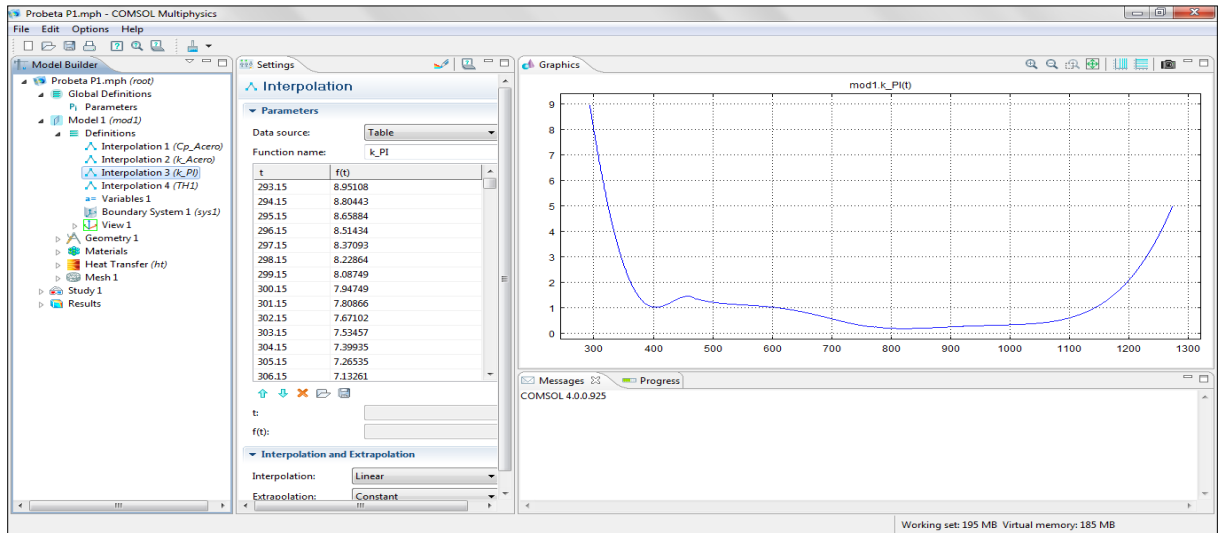 Probeta P1.mph - COMSOL Multiphysics
File Edit Options Help
Model Builder
Probeta P1.mph (root)
Global Definitions
Pi Parameters
Model 1 (mod1)
Definitions
Interpolation 1 (Cp_Acero)
Interpolation 2 (k_Acero)
Interpolation 3 (k_PI)
Interpolation 4 (TH1)
a= Variables 1
Boundary System 1 (sys1)
View 1
Geometry 1
Materials
Heat Transfer (ht)
Mesh 1
Study 1
Results
Settings
Interpolation
Parameters
Data source: Table
Function name: k_PI
t f(t)
293.15 8.95108
294.15 8.80443
295.15 8.65884
296.15 8.51434
297.15 8.37093
298.15 8.22864
299.15 8.08749
300.15 7.94749
301.15 7.80866
302.15 7.67102
303.15 7.53457
304.15 7.39935
305.15 7.26535
306.15 7.13261
t:
f(t):
Interpolation and Extrapolation
Interpolation: Linear
Extrapolation: Constant
Graphics
mod1.k_PI(t)
9
8
7
6
5
4
3
2
1
0
300 400 500 600 700 800 900 1000 1100 1200 1300
Messages Progress
COMSOL 4.0.0.925
Working set: 195 MB Virtual memory: 185 MB